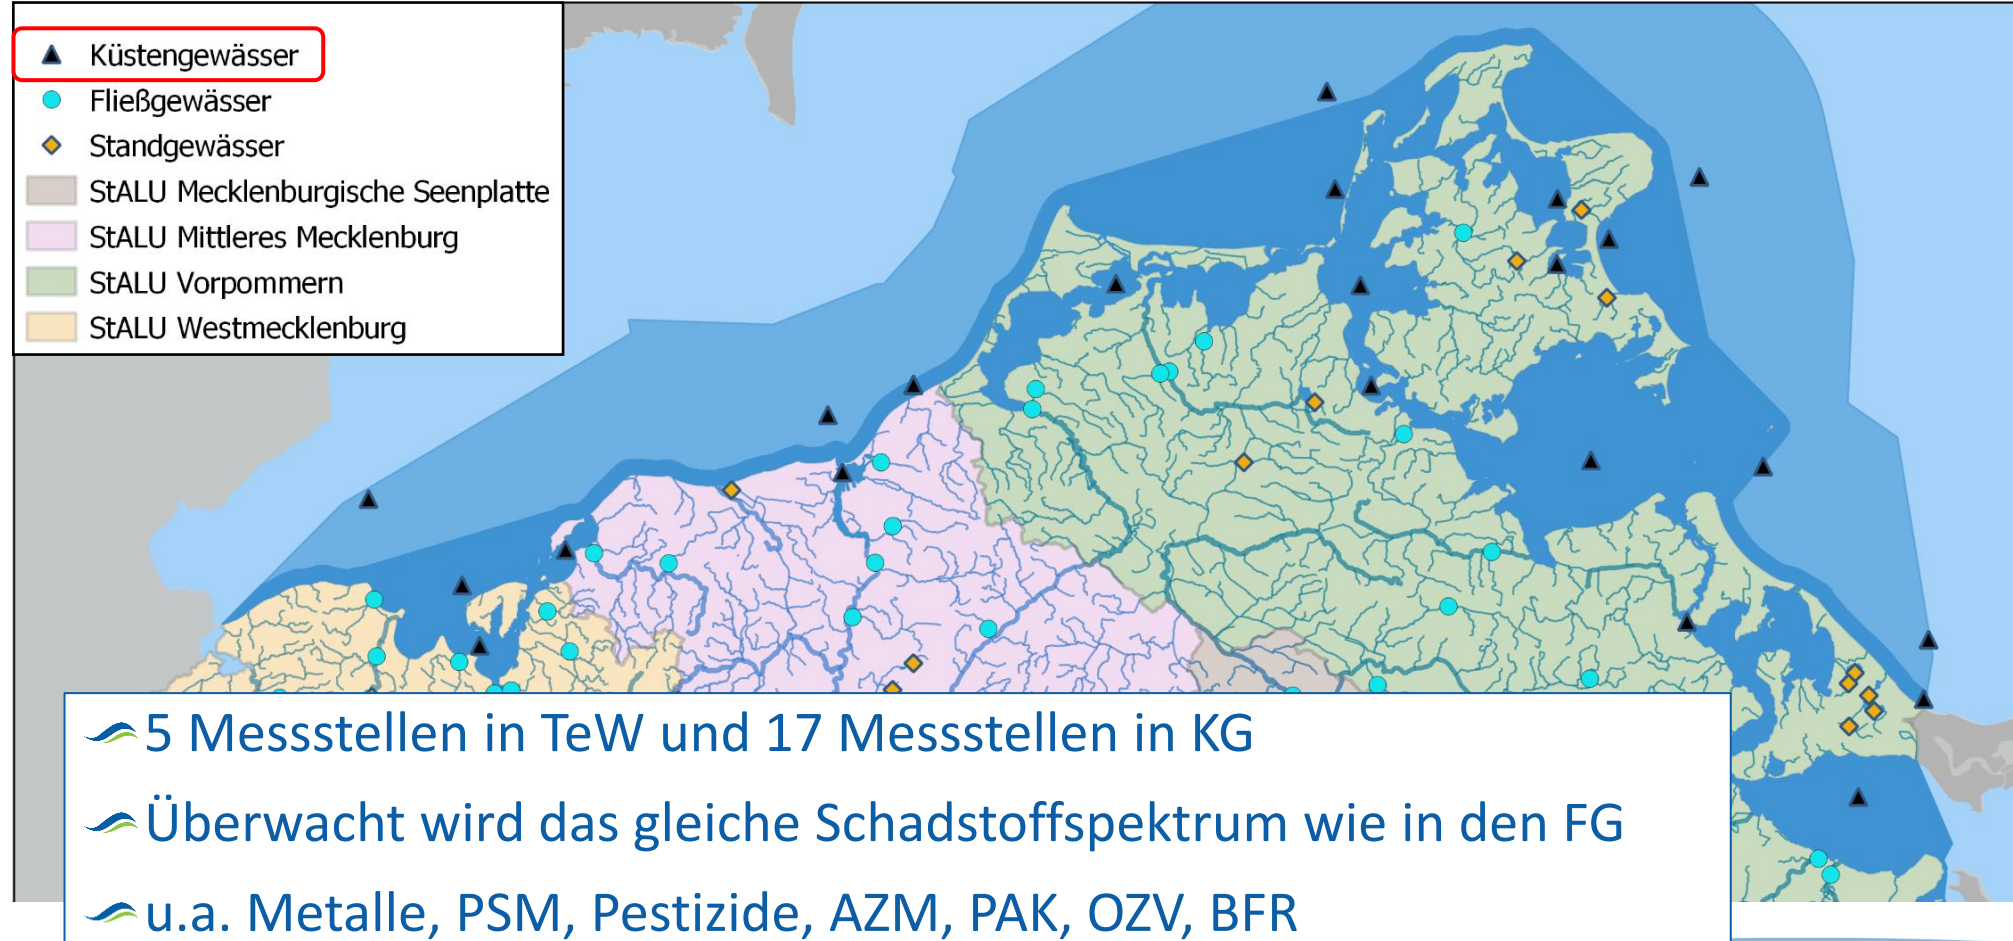 Küstengewässer
Fließgewässer
Standgewässer
StALU Mecklenburgische Seenplatte
StALU Mittleres Mecklenburg
StALU Vorpommern
StALU Westmecklenburg
5 Messstellen in TeW und 17 Messstellen in KG
Überwacht wird das gleiche Schadstoffspektrum wie in den FG
u.a. Metalle, PSM, Pestizide, AZM, PAK, OZV, BFR